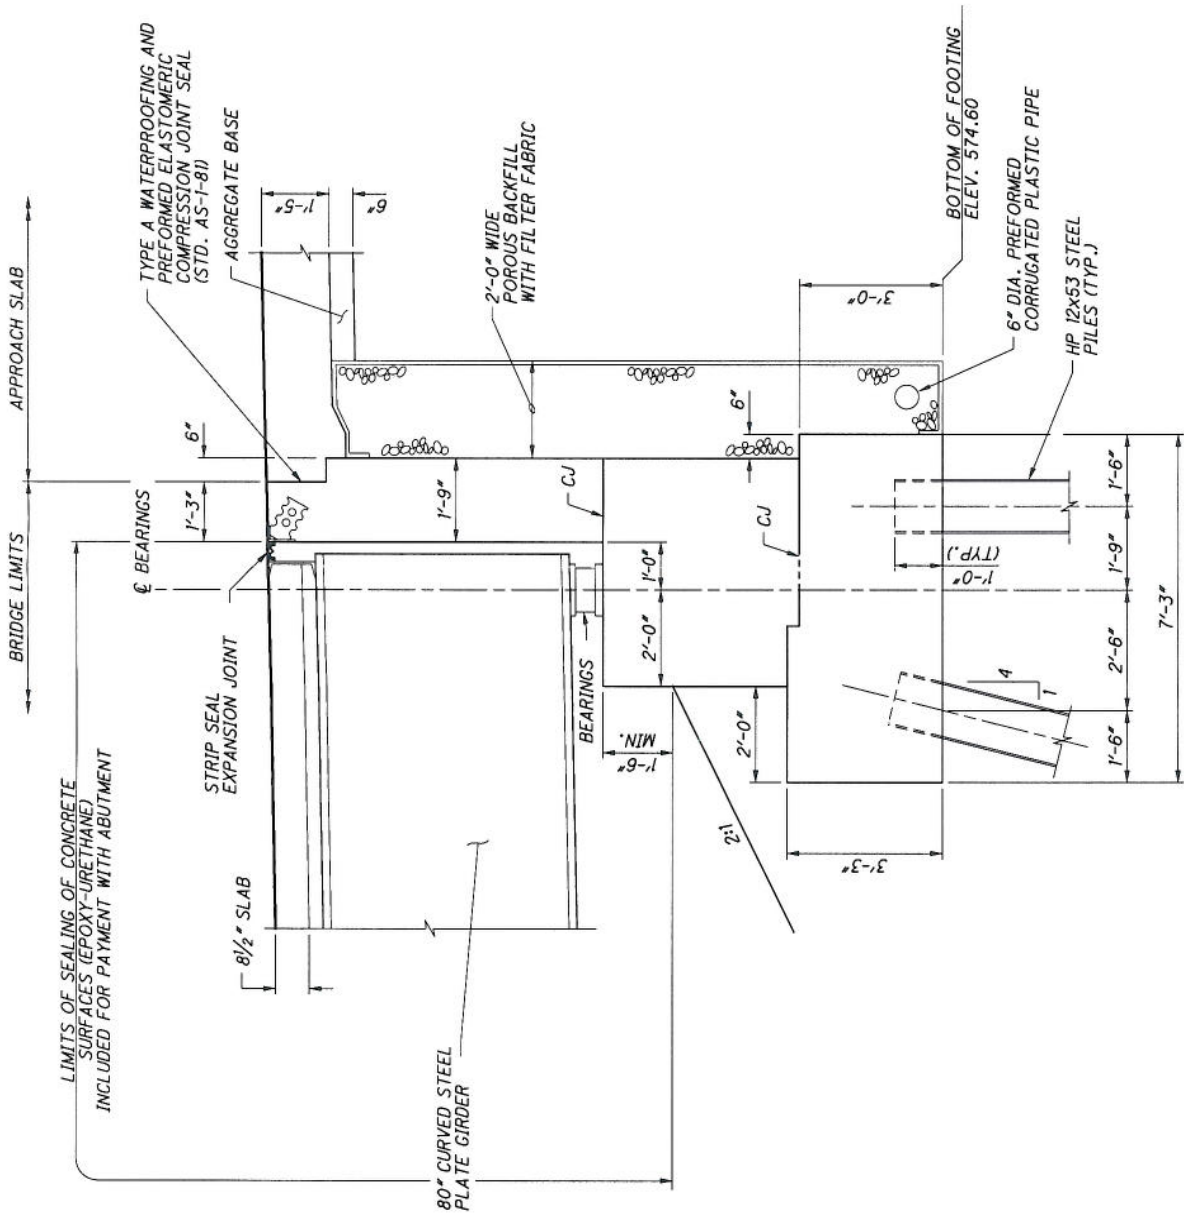 BRIDGE LIMITS
APPROACH SLAB
LIMITS OF SEALING OF CONCRETE
SURFACES (EPOXY-URETHANE)
INCLUDED FOR PAYMENT WITH ABUTMENT
TYPE A WATERPROOFING AND
PREFORMED ELASTOMERIC
COMPRESSION JOINT SEAL
(STD. AS-1-81)
AGGREGATE BASE
℄ BEARINGS
1'-3"
6"
1'-5"
6"
STRIP SEAL
EXPANSION JOINT
8½" SLAB
1'-9"
2'-0" WIDE
POROUS BACKFILL
WITH FILTER FABRIC
80" CURVED STEEL
PLATE GIRDER
BEARINGS
CJ
1'-0"
2'-0"
1'-6"
MIN.
2:1
2'-0"
CJ
6"
3'-0"
BOTTOM OF FOOTING
ELEV. 574.60
3'-3"
6" DIA. PREFORMED
CORRUGATED PLASTIC PIPE
HP 12x53 STEEL
PILES (TYP.)
1'-0"
(TYP.)
4
1
1'-6"
2'-6"
1'-9"
1'-6"
7'-3"